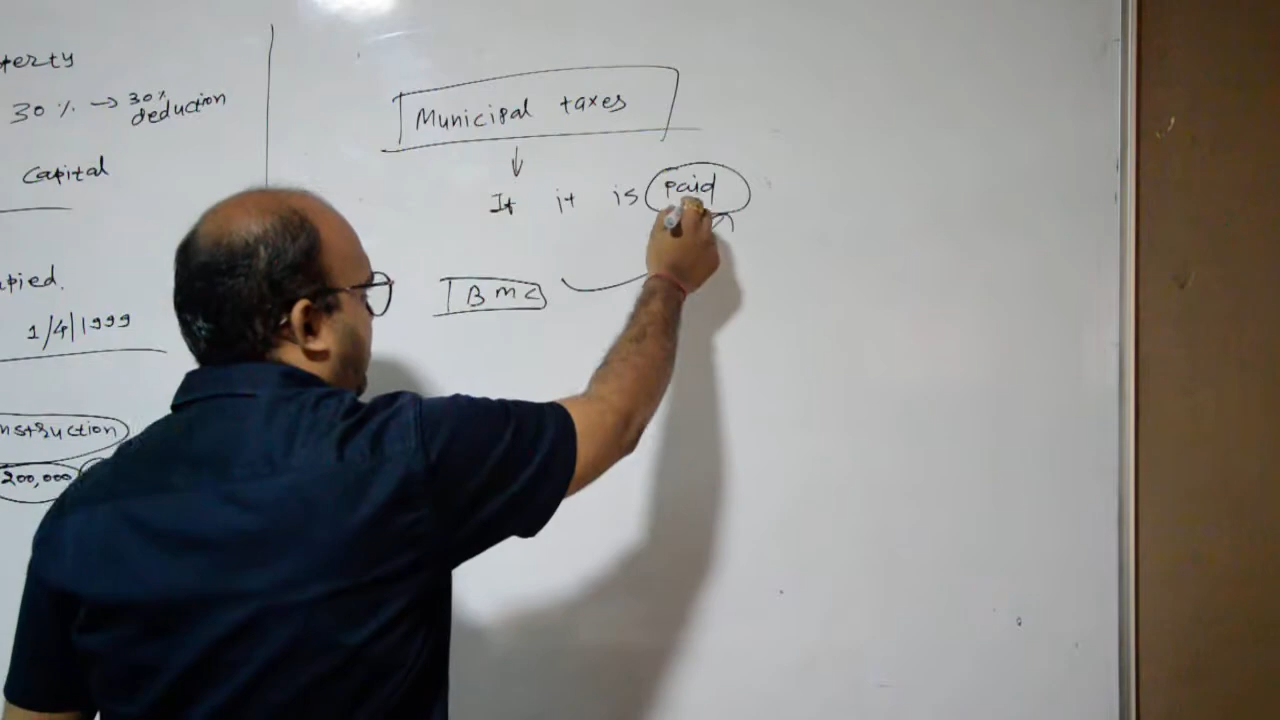 perty
30 % → 30% deduction
capital
pied.
1/4/1999
nstruction
200,000
Municipal taxes
If it is paid
BMC